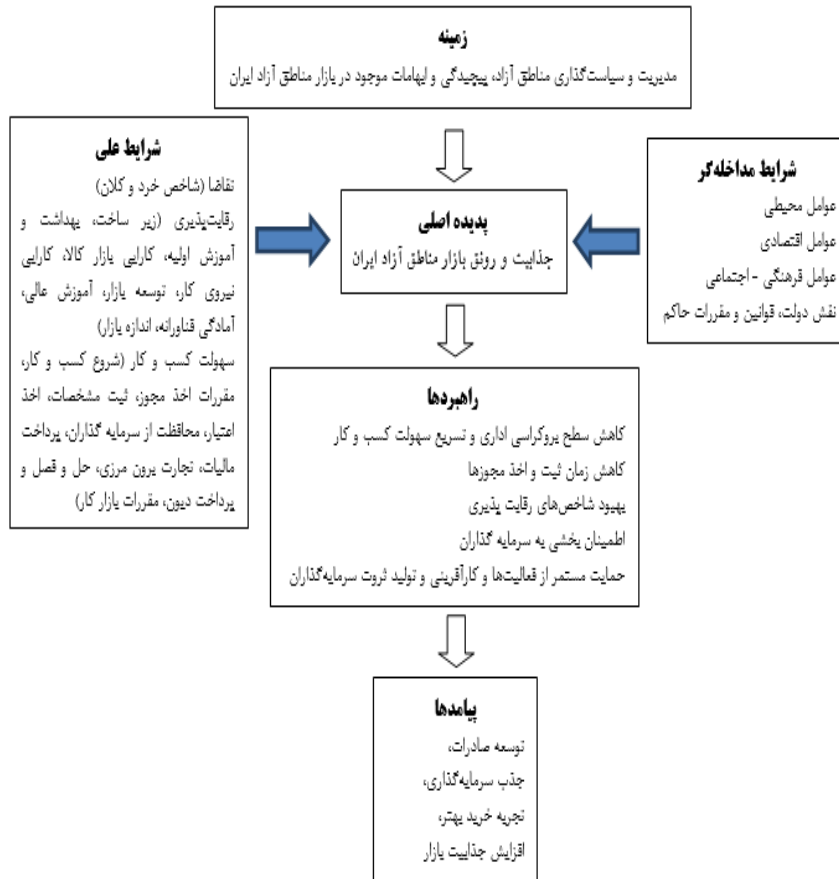 زمینه
مدیریت و سیاست‌گذاری مناطق آزاد، پیچیدگی و ابهامات موجود در بازار مناطق آزاد ایران
شرایط علی
تقاضا (شاخص خرد و کلان)
رقابت‌پذیری (زیر ساخت، بهداشت و
آموزش اولیه، کارایی بازار کالا، کارایی
نیروی کار، توسعه بازار، آموزش عالی،
آمادگی فناورانه، اندازه بازار)
سهولت کسب و کار (شروع کسب و کار،
مقررات اخذ مجوز، ثبت مشخصات، اخذ
اعتبار، محافظت از سرمایه گذاران، پرداخت
مالیات، تجارت برون مرزی، حل و فصل و
پرداخت دیون، مقررات بازار کار)
شرایط مداخله‌گر
عوامل محیطی
عوامل اقتصادی
عوامل فرهنگی - اجتماعی
نقش دولت، قوانین و مقررات حاکم
پدیده اصلی
جذابیت و رونق بازار مناطق آزاد ایران
راهبردها
کاهش سطح بروکراسی اداری و تسریع سهولت کسب و کار
کاهش زمان ثبت و اخذ مجوزها
بهبود شاخص‌های رقابت پذیری
اطمینان بخشی به سرمایه گذاران
حمایت مستمر از فعالیت‌ها و کارآفرینی و تولید ثروت سرمایه‌گذاران
پیامدها
توسعه صادرات،
جذب سرمایه‌گذاری،
تجربه خرید بهتر،
افزایش جذابیت بازار